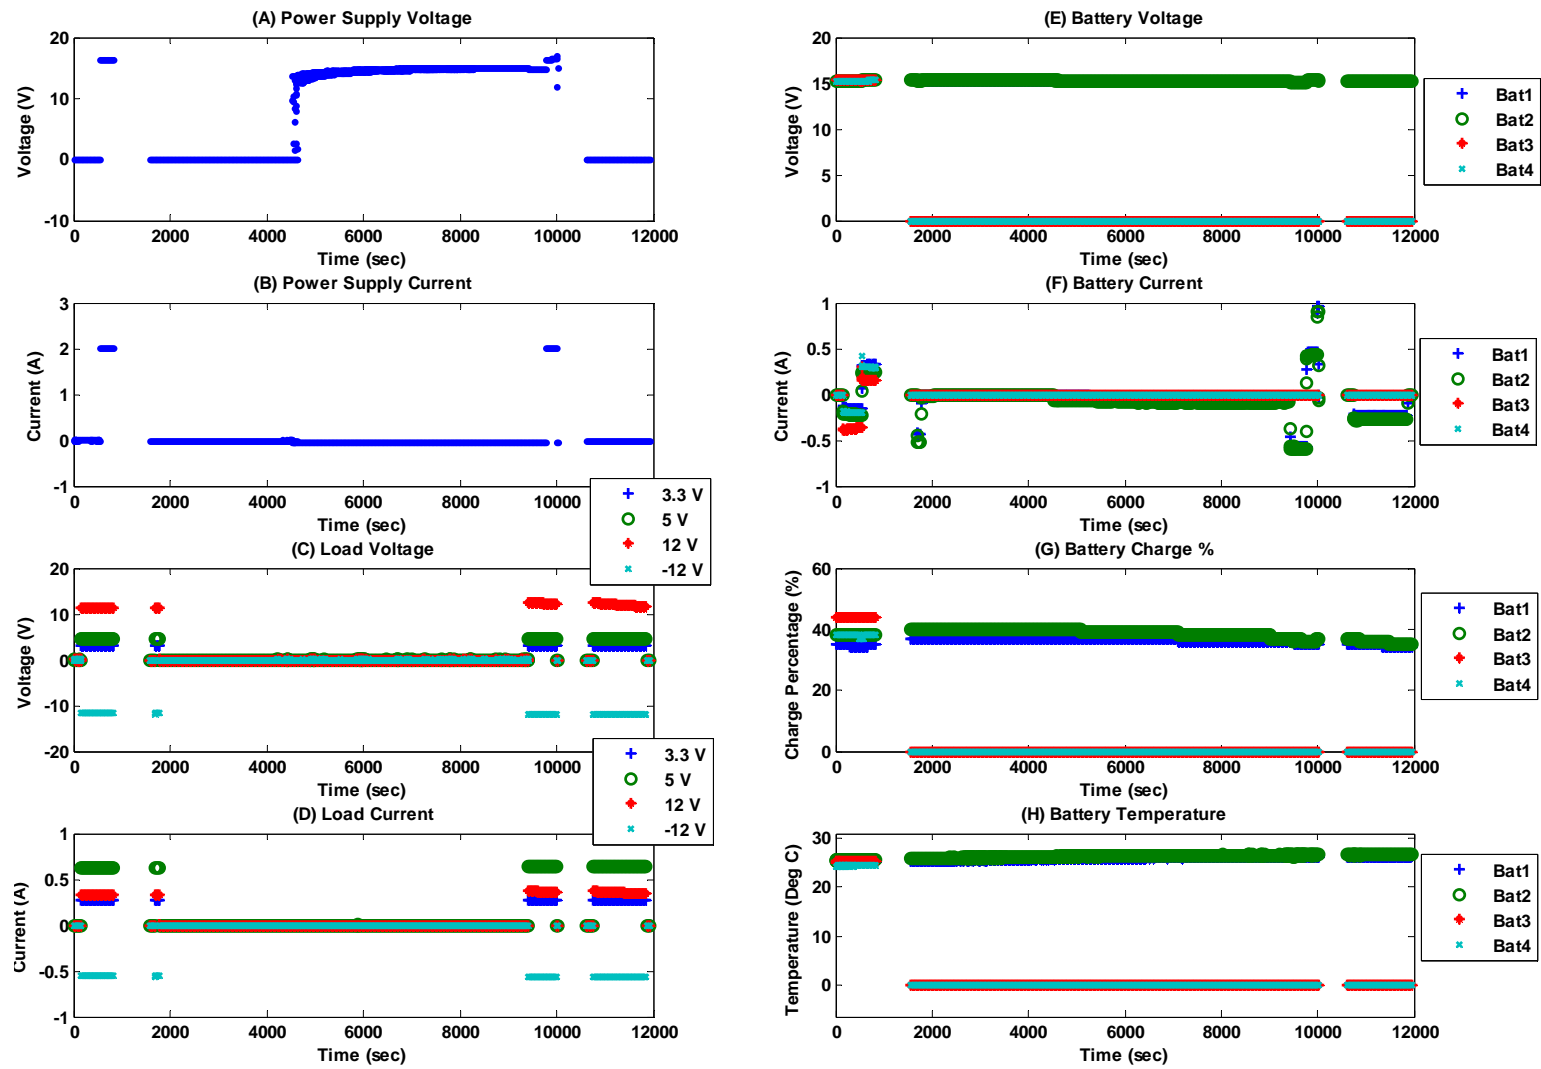 (A) Power Supply Voltage
20
10
0
-10
Voltage (V)
0 2000 4000 6000 8000 10000 12000
Time (sec)
(B) Power Supply Current
3
2
1
0
-1
Current (A)
0 2000 4000 6000 8000 10000 12000
Time (sec)
3.3 V
5 V
12 V
-12 V
(C) Load Voltage
20
10
0
-10
-20
Voltage (V)
0 2000 4000 6000 8000 10000
Time (sec)
3.3 V
5 V
12 V
-12 V
(D) Load Current
1
0.5
0
-0.5
-1
Current (A)
0 2000 4000 6000 8000 10000 12000
Time (sec)
(E) Battery Voltage
20
15
10
5
0
Voltage (V)
0 2000 4000 6000 8000 10000 12000
Time (sec)
Bat1
Bat2
Bat3
Bat4
(F) Battery Current
1
0.5
0
-0.5
-1
Current (A)
0 2000 4000 6000 8000 10000 12000
Time (sec)
Bat1
Bat2
Bat3
Bat4
(G) Battery Charge %
60
40
20
0
Charge Percentage (%)
0 2000 4000 6000 8000 10000 12000
Time (sec)
Bat1
Bat2
Bat3
Bat4
(H) Battery Temperature
30
20
10
0
Temperature (Deg C)
0 2000 4000 6000 8000 10000 12000
Time (sec)
Bat1
Bat2
Bat3
Bat4